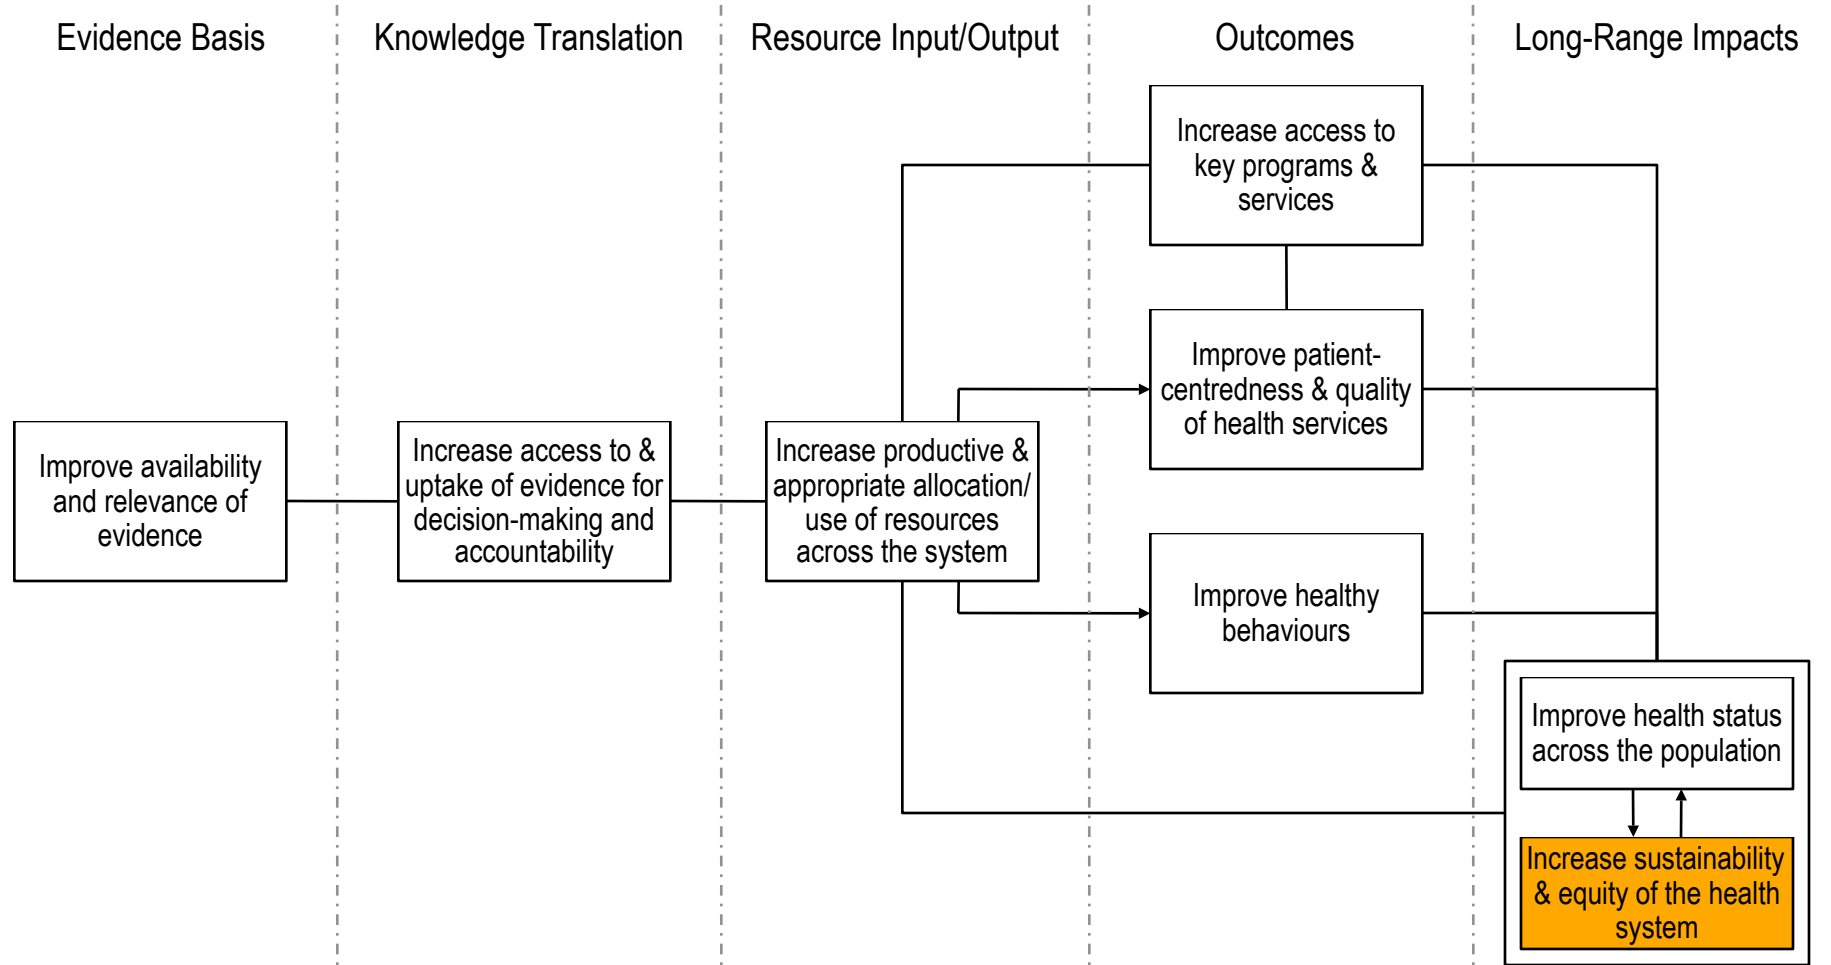 Evidence Basis
Knowledge Translation
Resource Input/Output
Outcomes
Long-Range Impacts
Improve availability
and relevance of
evidence
Increase access to &
uptake of evidence for
decision-making and
accountability
Increase productive &
appropriate allocation/
use of resources
across the system
Increase access to
key programs &
services
Improve patient-
centredness & quality
of health services
Improve healthy
behaviours
Improve health status
across the population
Increase sustainability
& equity of the health
system